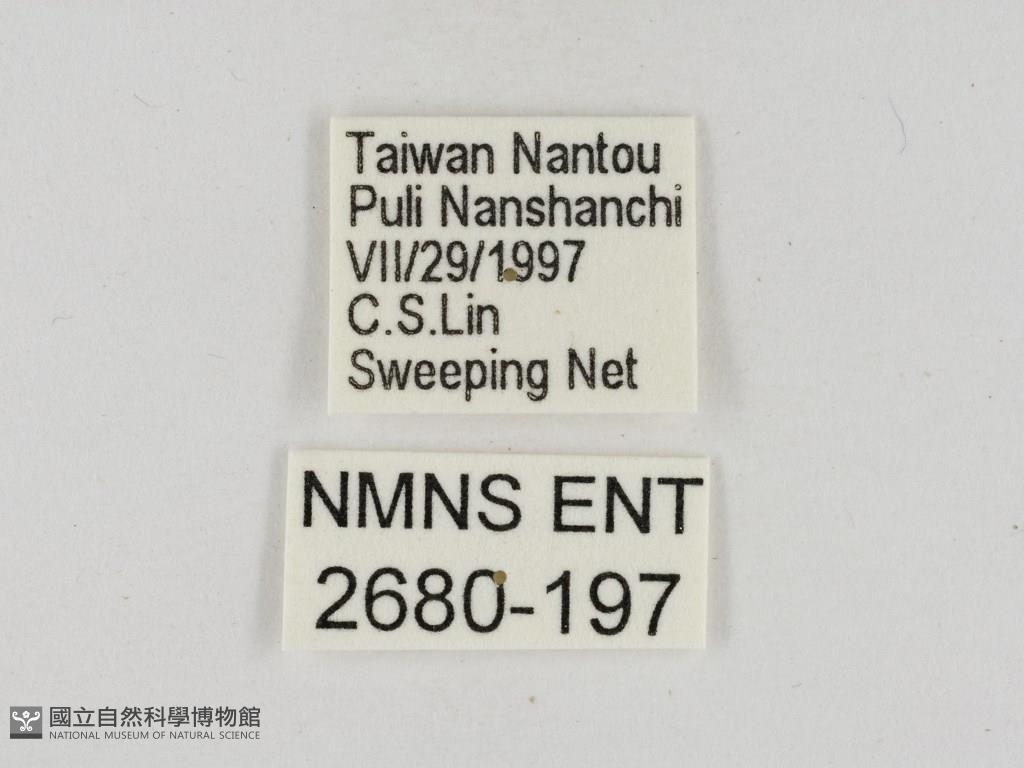 Taiwan Nantou
Puli Nanshanchi
VII/29/1997
C.S.Lin
Sweeping Net
NMNS ENT
2680-197
國立自然科學博物館
NATIONAL MUSEUM OF NATURAL SCIENCE